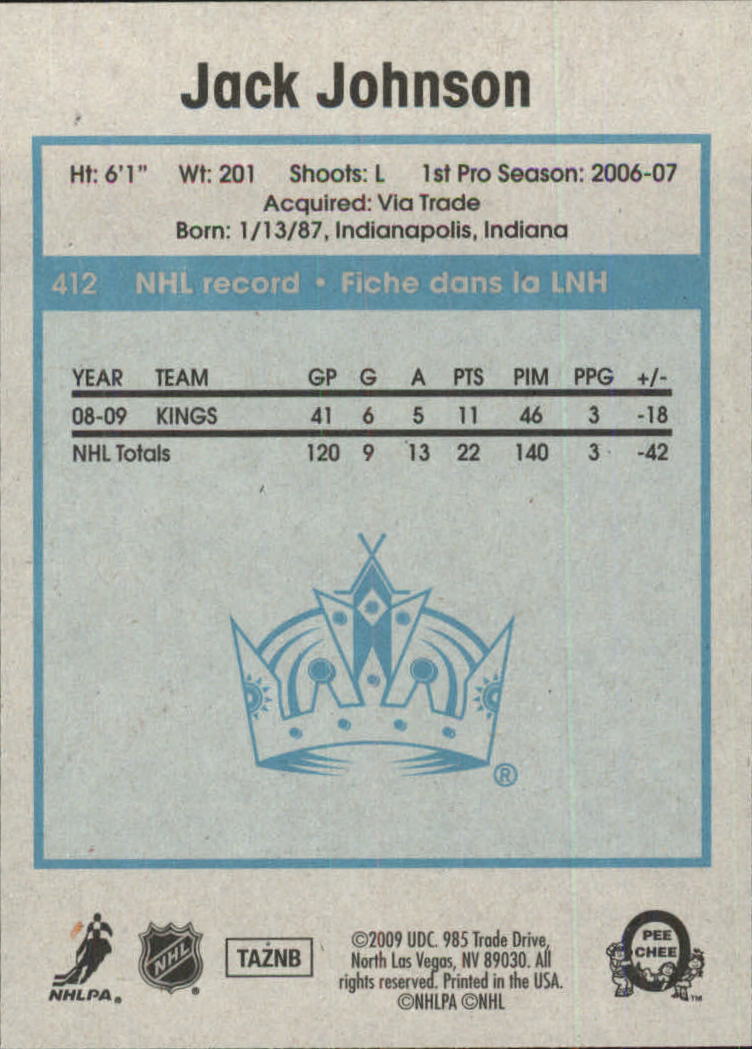 Jack Johnson
Ht: 6'1" Wt: 201 Shoots: L 1st Pro Season: 2006-07
Acquired: Via Trade
Born: 1/13/87, Indianapolis, Indiana
412 NHL record • Fiche dans la LNH
YEAR TEAM GP G A PTS PIM PPG +/-
08-09 KINGS 41 6 5 11 46 3 -18
NHL Totals 120 9 13 22 140 3 -42
®
NHLPA®
NHL®
TAŻNB
©2009 UDC. 985 Trade Drive,
North Las Vegas, NV 89030. All
rights reserved. Printed in the USA.
©NHLPA ©NHL
O
PEE
CHEE
™